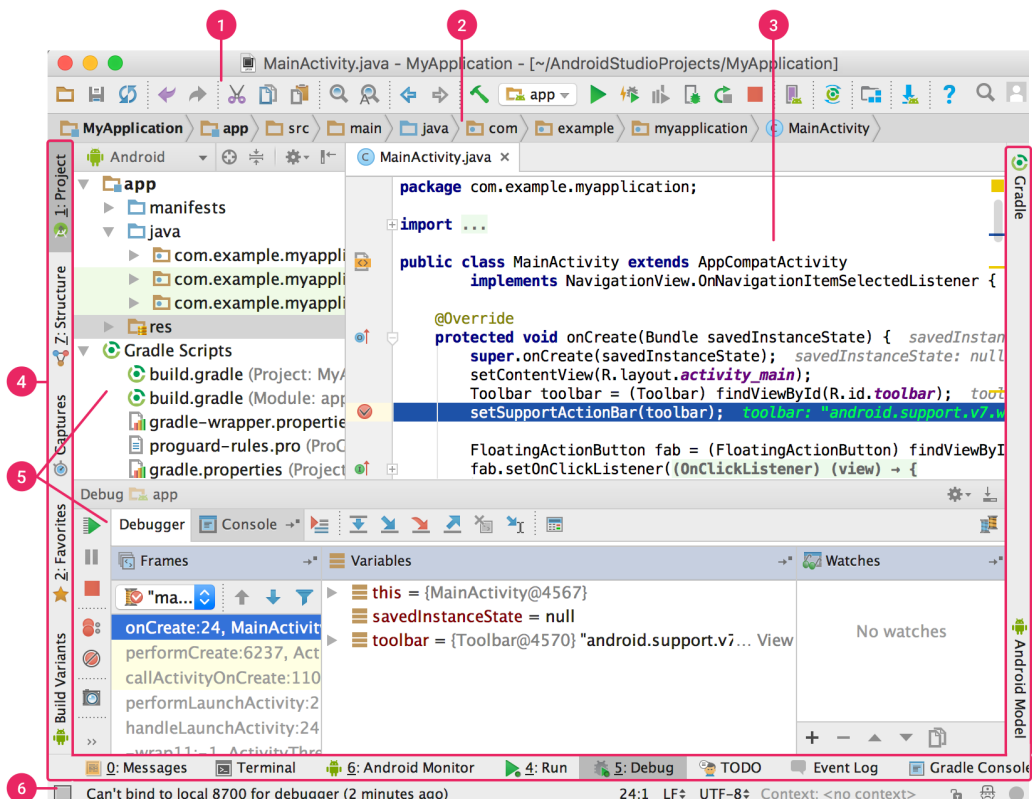 1
2
3
MainActivity.java - MyApplication - [~/AndroidStudioProjects/MyApplication]
app
?
MyApplication
app
src
main
java
com
example
myapplication
MainActivity
1: Project
Android
MainActivity.java ×
Gradle
app
manifests
java
com.example.myappli
com.example.myappli
com.example.myappli
res
Gradle Scripts
build.gradle (Project: MyA
build.gradle (Module: app
gradle-wrapper.propertie
proguard-rules.pro (ProG
gradle.properties (Project
package com.example.myapplication;
import ...
public class MainActivity extends AppCompatActivity
implements NavigationView.OnNavigationItemSelectedListener {
@Override
protected void onCreate(Bundle savedInstanceState) { savedInstan
super.onCreate(savedInstanceState); savedInstanceState: null
setContentView(R.layout.activity_main);
Toolbar toolbar = (Toolbar) findViewById(R.id.toolbar); tool
setSupportActionBar(toolbar); toolbar: "android.support.v7.w
FloatingActionButton fab = (FloatingActionButton) findViewByI
fab.setOnClickListener((OnClickListener) (view) → {
7: Structure
Captures
4
5
2: Favorites
Build Variants
Debug app
Debugger
Console
Frames
Variables
Watches
"ma...
onCreate:24, MainActivit
performCreate:6237, Act
callActivityOnCreate:110
performLaunchActivity:2
handleLaunchActivity:24
-wrap11:-1, ActivityThre
this = {MainActivity@4567}
savedInstanceState = null
toolbar = {Toolbar@4570} "android.support.v7... View
No watches
Android Model
0: Messages
Terminal
6: Android Monitor
4: Run
5: Debug
TODO
Event Log
Gradle Console
6
Can't bind to local 8700 for debugger (2 minutes ago)
24:1 LF÷ UTF-8÷ Context: <no context>